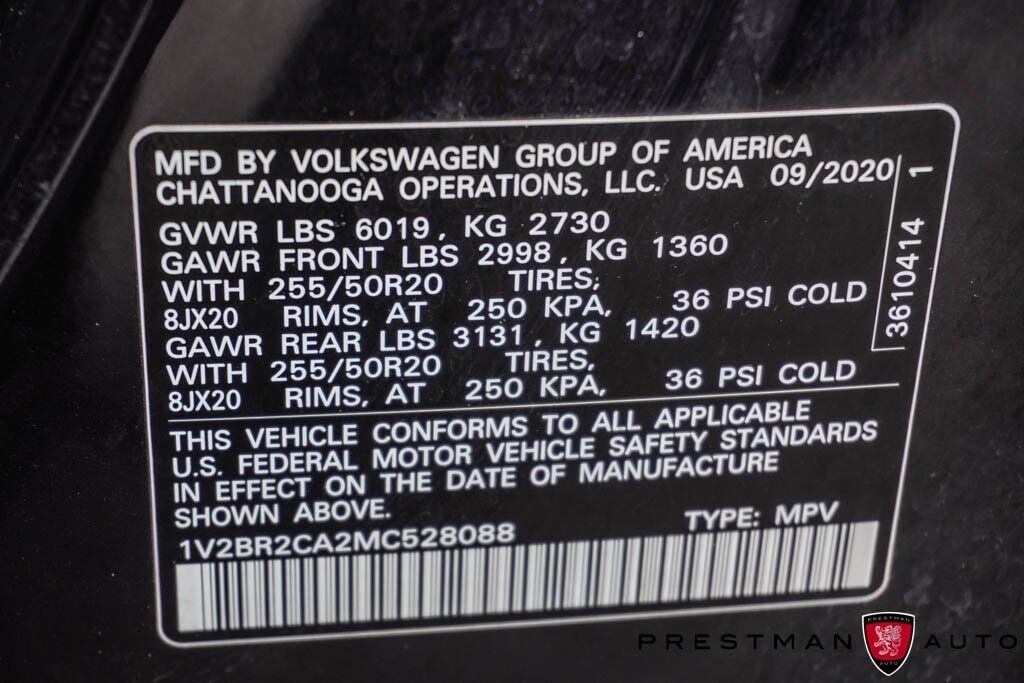 MFD BY VOLKSWAGEN GROUP OF AMERICA
CHATTANOOGA OPERATIONS, LLC. USA 09/2020
GVWR LBS 6019, KG 2730
GAWR FRONT LBS 2998, KG 1360
WITH 255/50R20 TIRES;
8JX20 RIMS, AT 250 KPA, 36 PSI COLD
GAWR REAR LBS 3131, KG 1420
WITH 255/50R20 TIRES,
8JX20 RIMS, AT 250 KPA, 36 PSI COLD
3610414 1
THIS VEHICLE CONFORMS TO ALL APPLICABLE
U.S. FEDERAL MOTOR VEHICLE SAFETY STANDARDS
IN EFFECT ON THE DATE OF MANUFACTURE
SHOWN ABOVE.
1V2BR2CA2MC528088 TYPE: MPV
PRESTMAN AUTO
PRESTMAN
AUTO